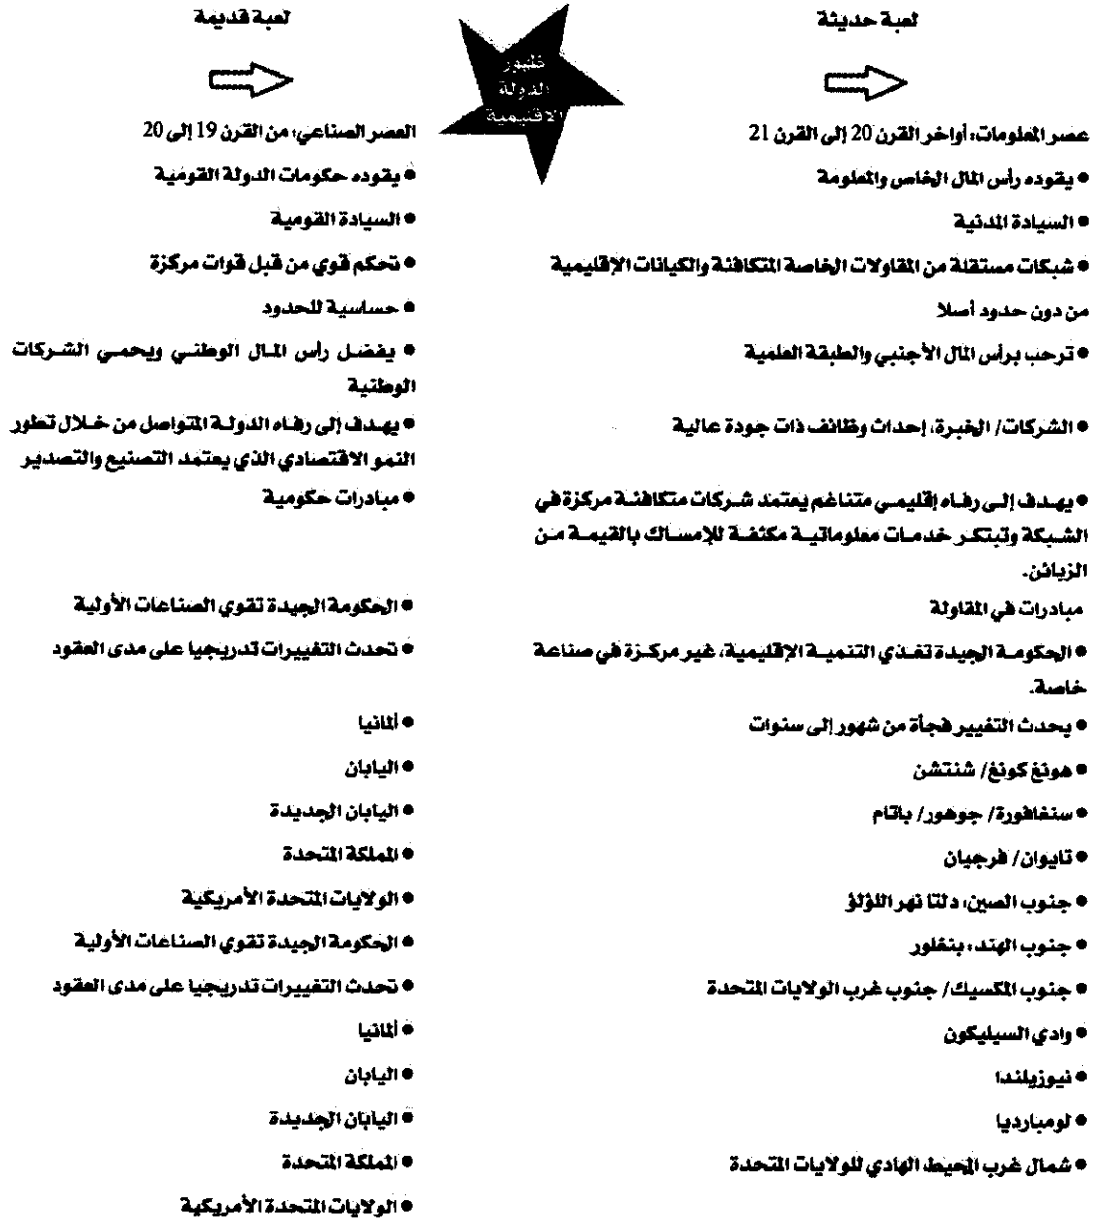 لعبة حديثة
عصر المعلومات، أواخر القرن 20 إلى القرن 21
● يقوده رأس المال الخاص والمعلومة
● السيادة المدنية
● شبكات مستقلة من المقاولات الخاصة المتكافئة والكيانات الإقليمية
من دون حدود أصلا
● ترحب برأس المال الأجنبي والطبقة العلمية
● الشركات/ الخبرة، إحداث وظائف ذات جودة عالية
● يهدف إلى رفاه إقليمي متناغم يعتمد شركات متكافئة مركزة في
الشبكة وتبتكر خدمات معلوماتية مكثفة للإمساك بالقيمة من
الزبائن.
مبادرات في المقاولة
● الحكومة الجيدة تغذي التنمية الإقليمية، غير مركزة في صناعة
خاصة.
● يحدث التغيير فجأة من شهور إلى سنوات
● هونغ كونغ/ شنتشن
● سنغافورة/ جوهور/ باتام
● تايوان/ فرجيان
● جنوب الصين، دلتا نهر اللؤلؤ
● جنوب الهند، بنغلور
● جنوب المكسيك/ جنوب غرب الولايات المتحدة
● وادي السيليكون
● نيوزيلندا
● لومبارديا
● شمال غرب المحيط الهادي للولايات المتحدة
ظهور
الدولة
الاقليمية
لعبة قديمة
العصر الصناعي، من القرن 19 إلى 20
● يقوده حكومات الدولة القومية
● السيادة القومية
● تحكم قوي من قبل قوات مركزة
● حساسية للحدود
● يفضل رأس المال الوطني ويحمي الشركات
الوطنية
● يهدف إلى رفاه الدولة المتواصل من خلال تطور
النمو الاقتصادي الذي يعتمد التصنيع والتصدير
● مبادرات حكومية
● الحكومة الجيدة تقوي الصناعات الأولية
● تحدث التغييرات تدريجيا على مدى العقود
● ألمانيا
● اليابان
● اليابان الجديدة
● المملكة المتحدة
● الولايات المتحدة الأمريكية
● الحكومة الجيدة تقوي الصناعات الأولية
● تحدث التغييرات تدريجيا على مدى العقود
● ألمانيا
● اليابان
● اليابان الجديدة
● المملكة المتحدة
● الولايات المتحدة الأمريكية